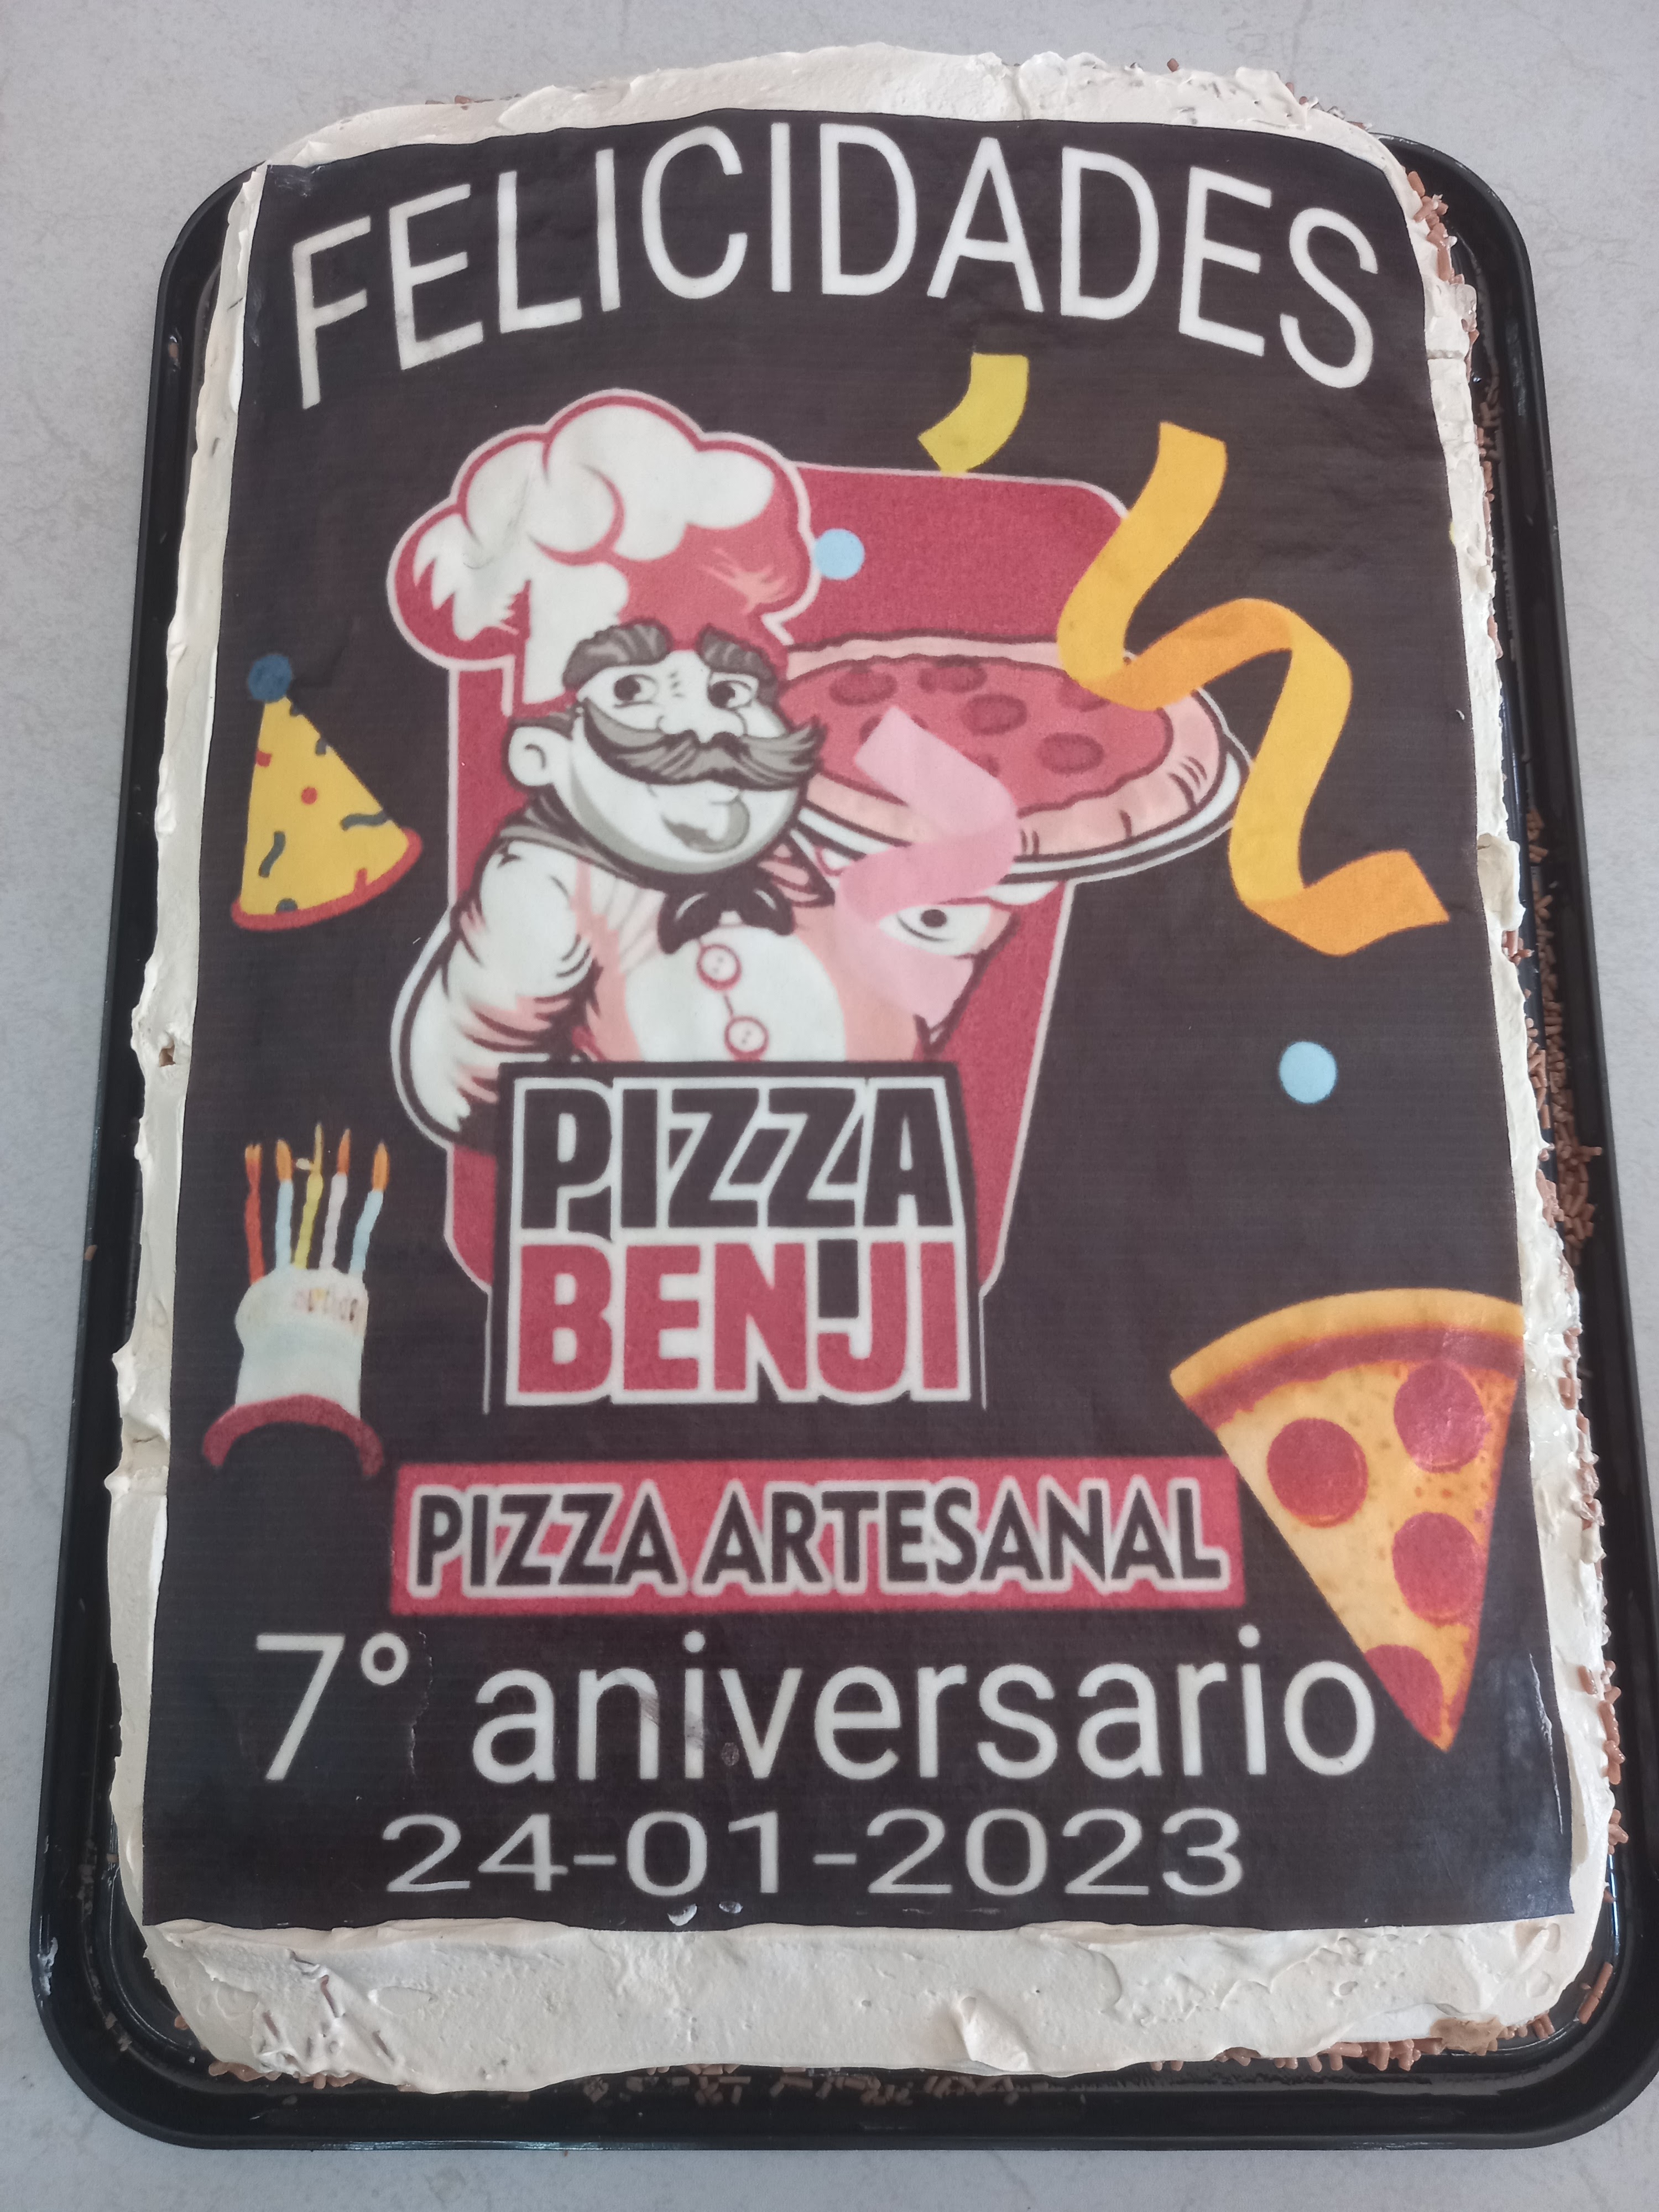 FELICIDADES
PIZZA
BENJI
PIZZA ARTESANAL
7° aniversario
24-01-2023